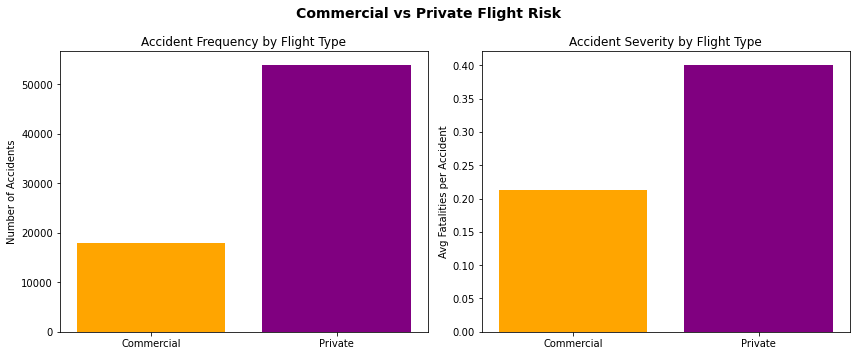 Commercial vs Private Flight Risk
Accident Frequency by Flight Type
Number of Accidents
50000
40000
30000
20000
10000
0
Commercial
Private
Accident Severity by Flight Type
Avg Fatalities per Accident
0.40
0.35
0.30
0.25
0.20
0.15
0.10
0.05
0.00
Commercial
Private